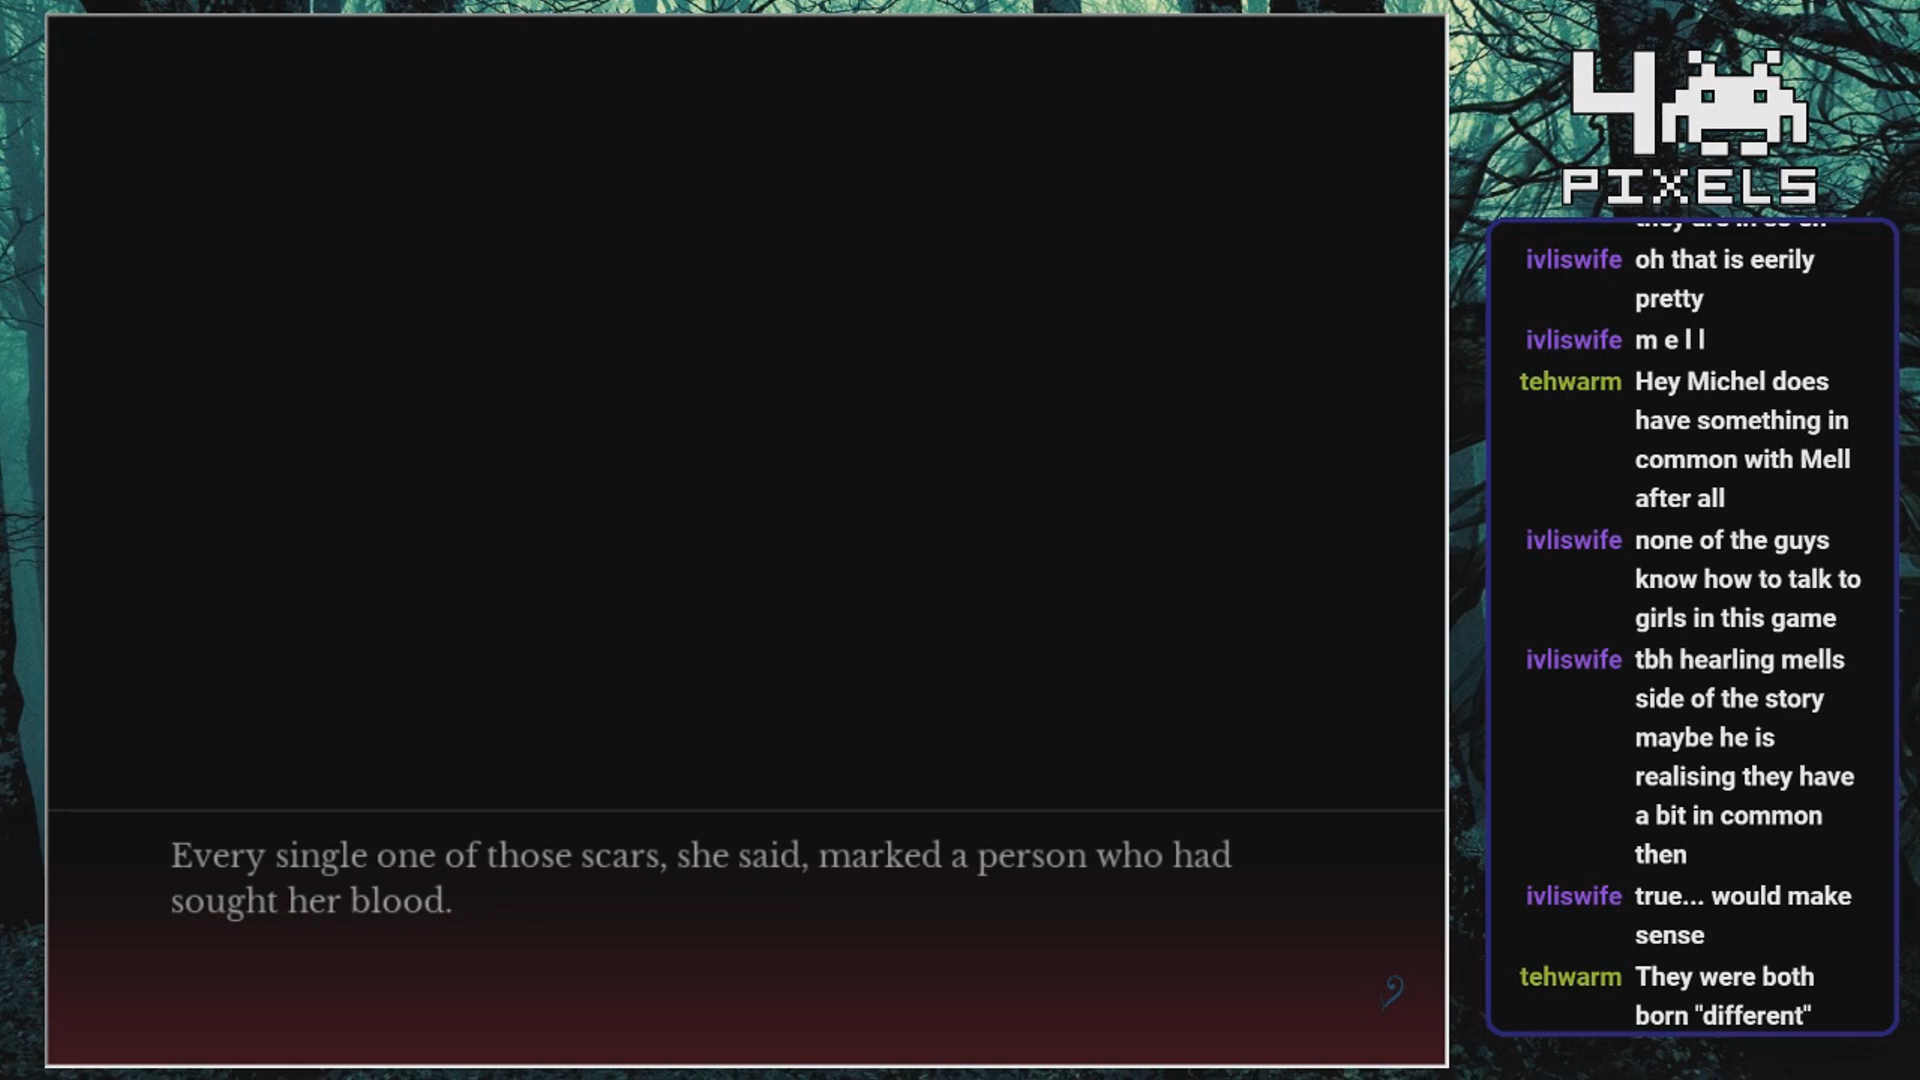 Every single one of those scars, she said, marked a person who had
sought her blood.
4
PIXELS
ivliswife oh that is eerily
pretty
ivliswife m e l l
tehwarm Hey Michel does
have something in
common with Mell
after all
ivliswife none of the guys
know how to talk to
girls in this game
ivliswife tbh hearling mells
side of the story
maybe he is
realising they have
a bit in common
then
ivliswife true... would make
sense
tehwarm They were both
born "different"